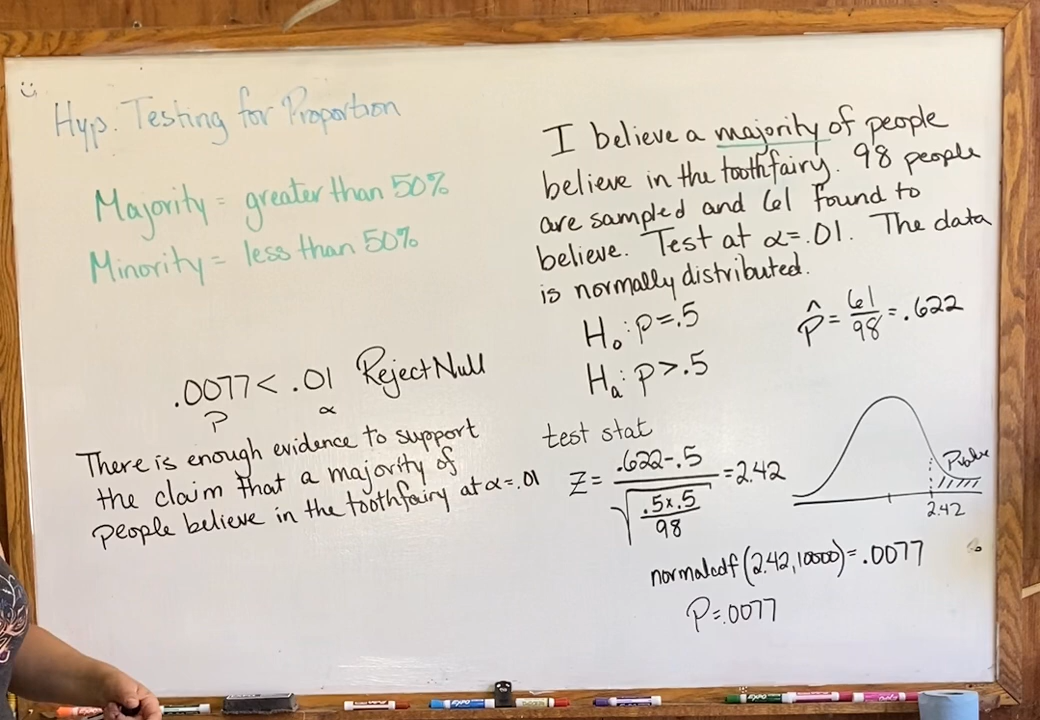 Hyp. Testing for Proportion
Majority = greater than 50%
Minority = less than 50%
I believe a majority of people
believe in the toothfairy. 98 people
are sampled and 61 found to
believe. Test at α=.01. The data
is normally distributed.
H₀: p=.5
Hₐ: p>.5
p̂ = 61/98 = .622
test stat
Z = (.622-.5)/√(.5×.5/98) = 2.42
2.42
normalcdf(2.42,10000)=.0077
P=.0077
.0077 < .01 Reject Null
P α
There is enough evidence to support
the claim that a majority of
people believe in the toothfairy at α=.01